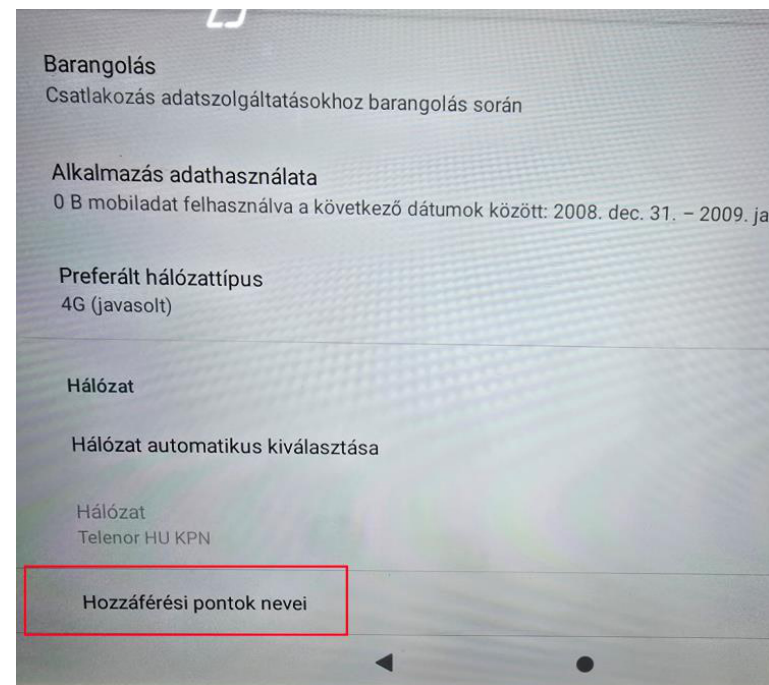 Barangolás
Csatlakozás adatszolgáltatásokhoz barangolás során
Alkalmazás adathasználata
0 B mobiladat felhasználva a következő dátumok között: 2008. dec. 31. – 2009. ja
Preferált hálózattípus
4G (javasolt)
Hálózat
Hálózat automatikus kiválasztása
Hálózat
Telenor HU KPN
Hozzáférési pontok nevei